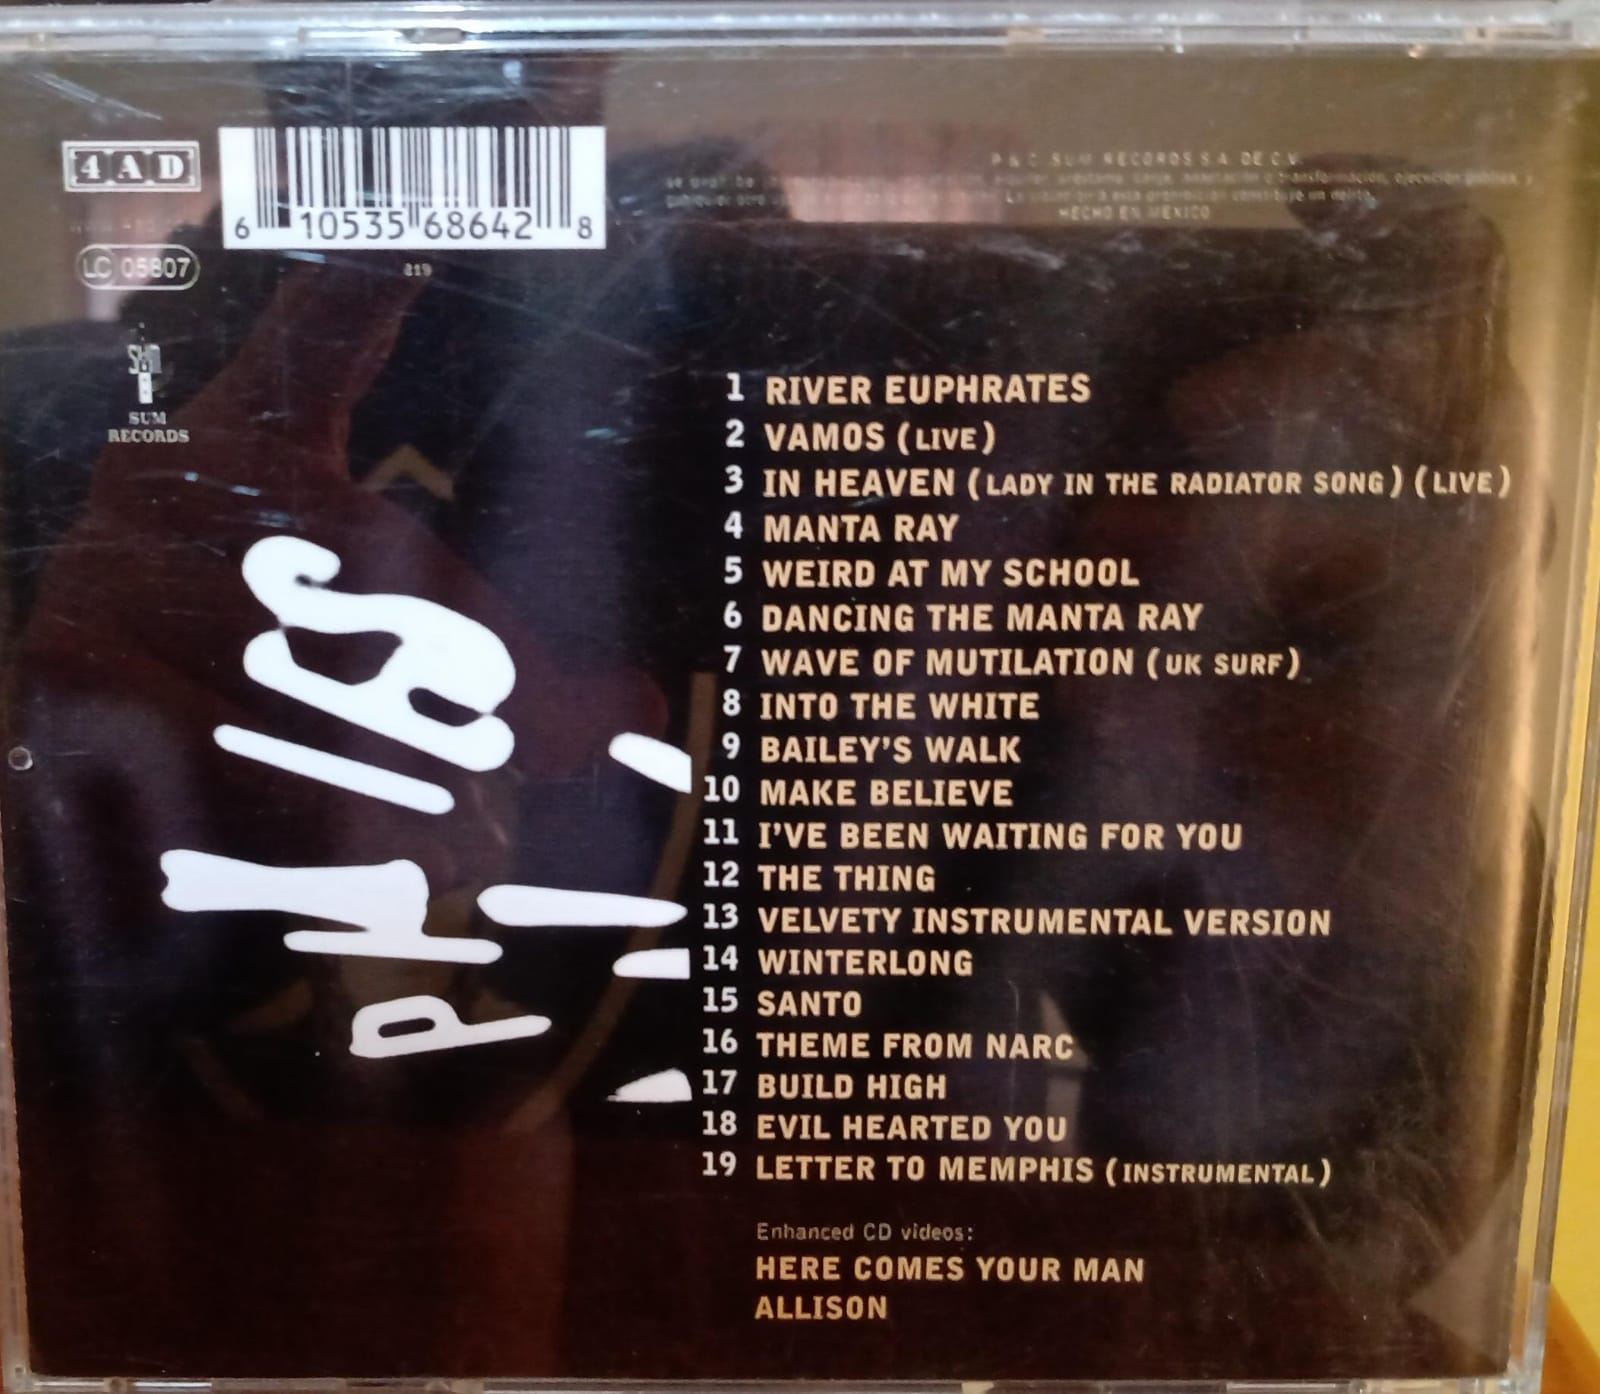 4AD
6 10535 68642 8
LC 05807
619
SUM
RECORDS
P & C SUM RECORDS S.A. DE C.V.
HECHO EN MEXICO
1 RIVER EUPHRATES
2 VAMOS (LIVE)
3 IN HEAVEN (LADY IN THE RADIATOR SONG) (LIVE)
4 MANTA RAY
5 WEIRD AT MY SCHOOL
6 DANCING THE MANTA RAY
7 WAVE OF MUTILATION (UK SURF)
8 INTO THE WHITE
9 BAILEY'S WALK
10 MAKE BELIEVE
11 I'VE BEEN WAITING FOR YOU
12 THE THING
13 VELVETY INSTRUMENTAL VERSION
14 WINTERLONG
15 SANTO
16 THEME FROM NARC
17 BUILD HIGH
18 EVIL HEARTED YOU
19 LETTER TO MEMPHIS (INSTRUMENTAL)
Enhanced CD videos:
HERE COMES YOUR MAN
ALLISON